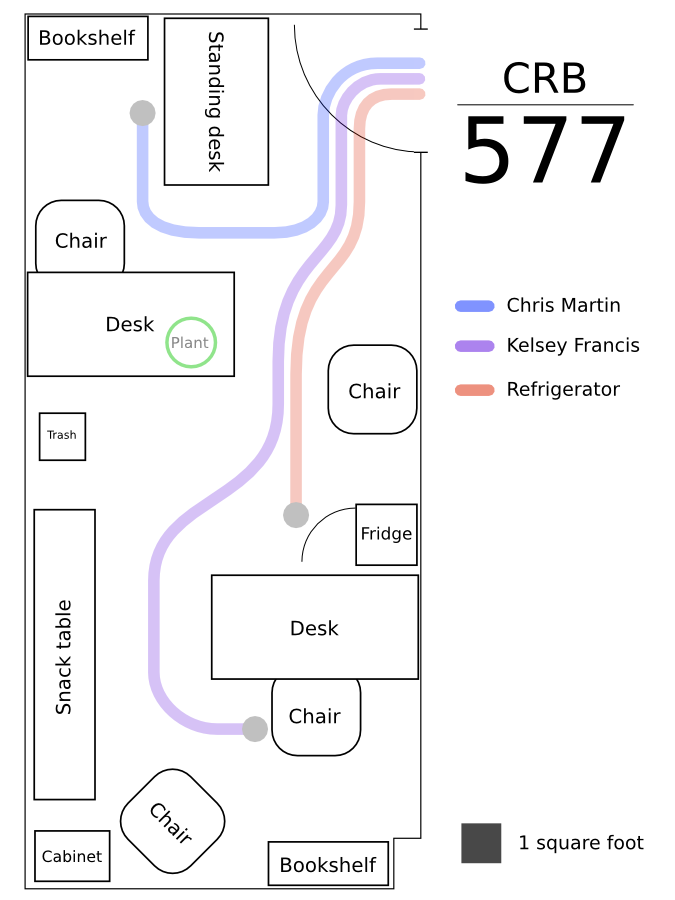 Bookshelf
Standing desk
CRB
577
Chair
Desk
Plant
Chris Martin
Kelsey Francis
Refrigerator
Chair
Trash
Fridge
Snack table
Desk
Chair
Chair
Cabinet
Bookshelf
1 square foot